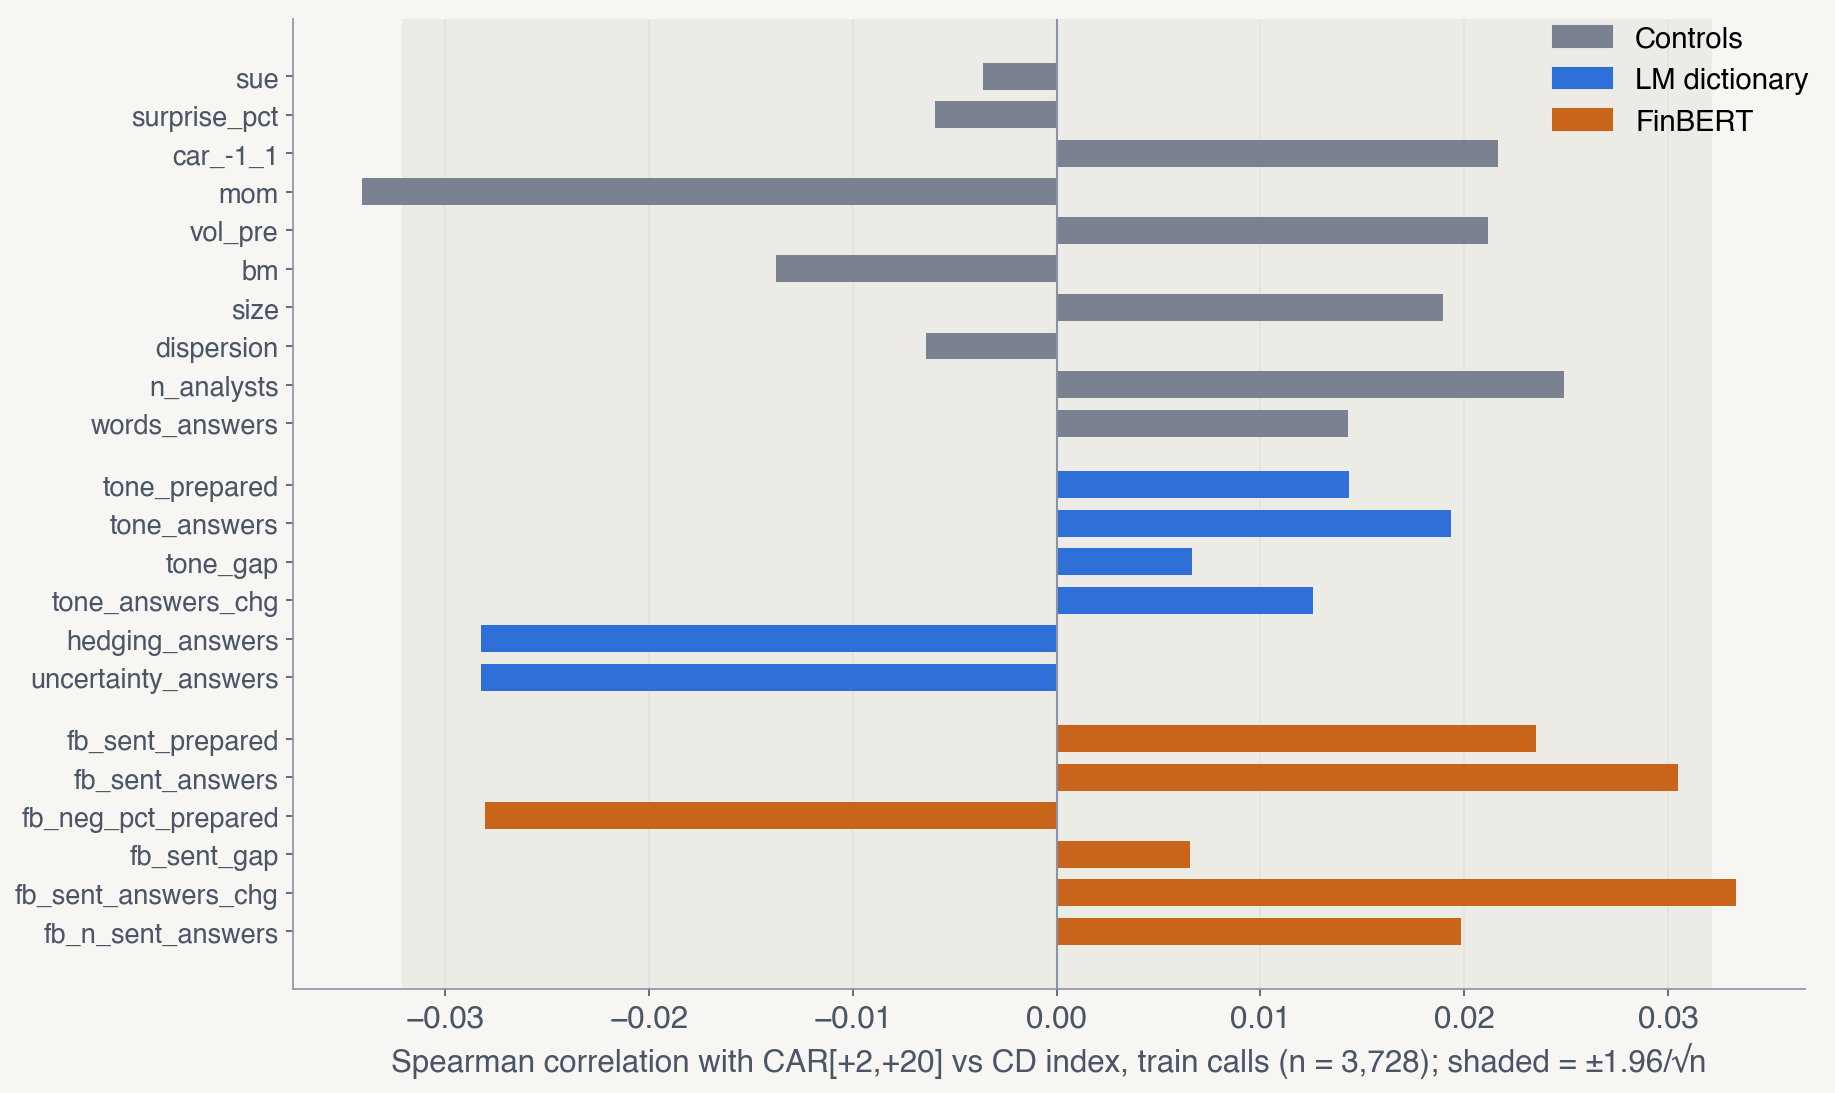 Controls
LM dictionary
FinBERT
sue
surprise_pct
car_-1_1
mom
vol_pre
bm
size
dispersion
n_analysts
words_answers
tone_prepared
tone_answers
tone_gap
tone_answers_chg
hedging_answers
uncertainty_answers
fb_sent_prepared
fb_sent_answers
fb_neg_pct_prepared
fb_sent_gap
fb_sent_answers_chg
fb_n_sent_answers
−0.03 −0.02 −0.01 0.00 0.01 0.02 0.03
Spearman correlation with CAR[+2,+20] vs CD index, train calls (n = 3,728); shaded = ±1.96/√n